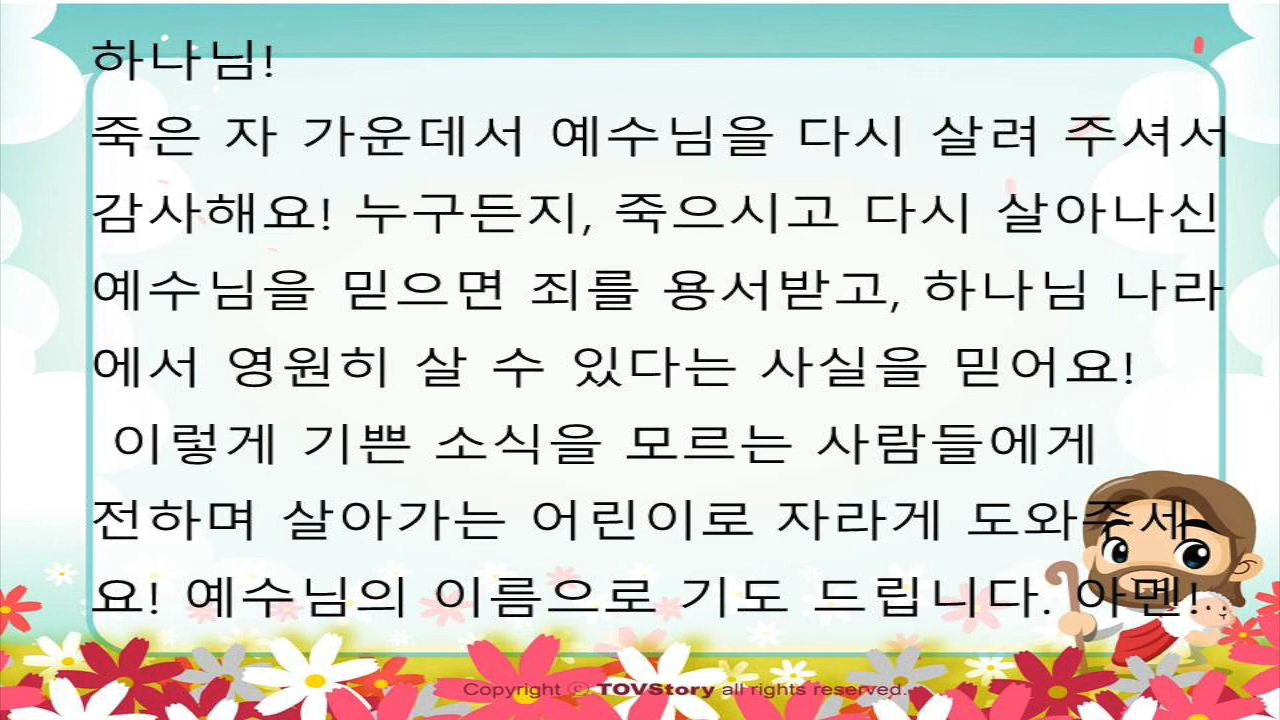 하나님!
죽은 자 가운데서 예수님을 다시 살려 주셔서
감사해요! 누구든지, 죽으시고 다시 살아나신
예수님을 믿으면 죄를 용서받고, 하나님 나라
에서 영원히 살 수 있다는 사실을 믿어요!
이렇게 기쁜 소식을 모르는 사람들에게
전하며 살아가는 어린이로 자라게 도와주세
요! 예수님의 이름으로 기도 드립니다. 아멘!
Copyright ⓒ TOVStory all rights reserved.